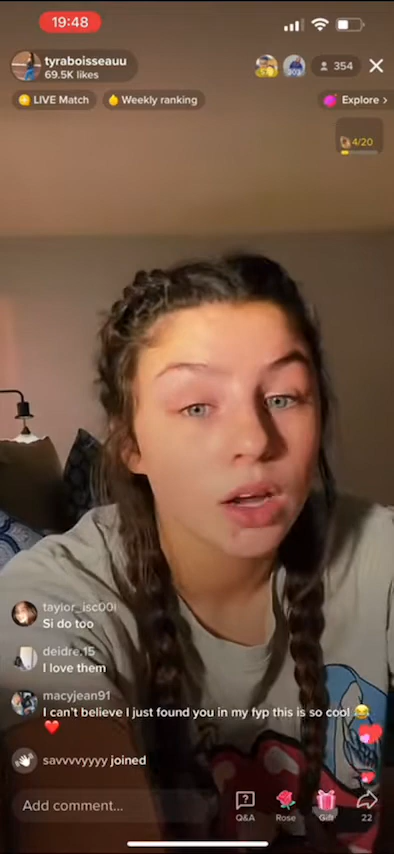 19:48
tyraboisseauu
69.5K likes
354
LIVE Match
Weekly ranking
Explore >
4/20
taylor_isc00l
Si do too
deidre.15
I love them
macyjean91
I can't believe I just found you in my fyp this is so cool 😂
❤️
savvvvyyyy joined
Add comment...
Q&A
Rose
Gift
22